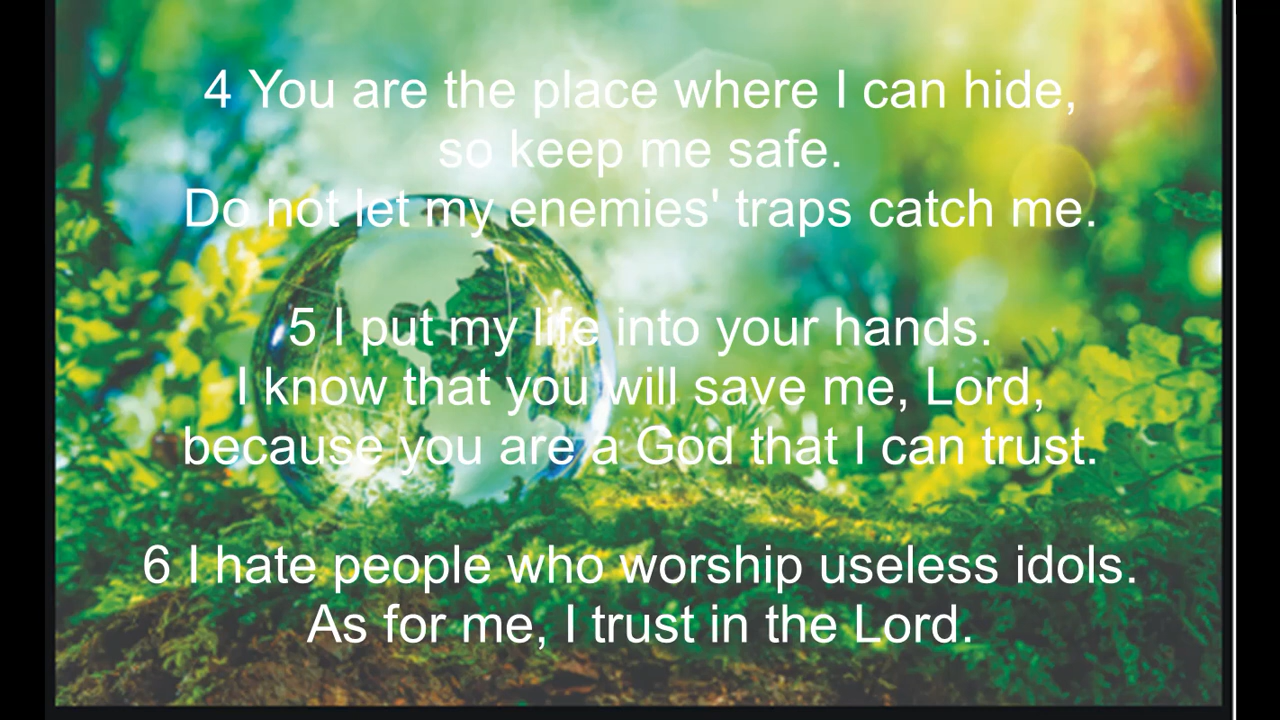 4 You are the place where I can hide,
so keep me safe.
Do not let my enemies' traps catch me.
5 I put my life into your hands.
I know that you will save me, Lord,
because you are a God that I can trust.
6 I hate people who worship useless idols.
As for me, I trust in the Lord.